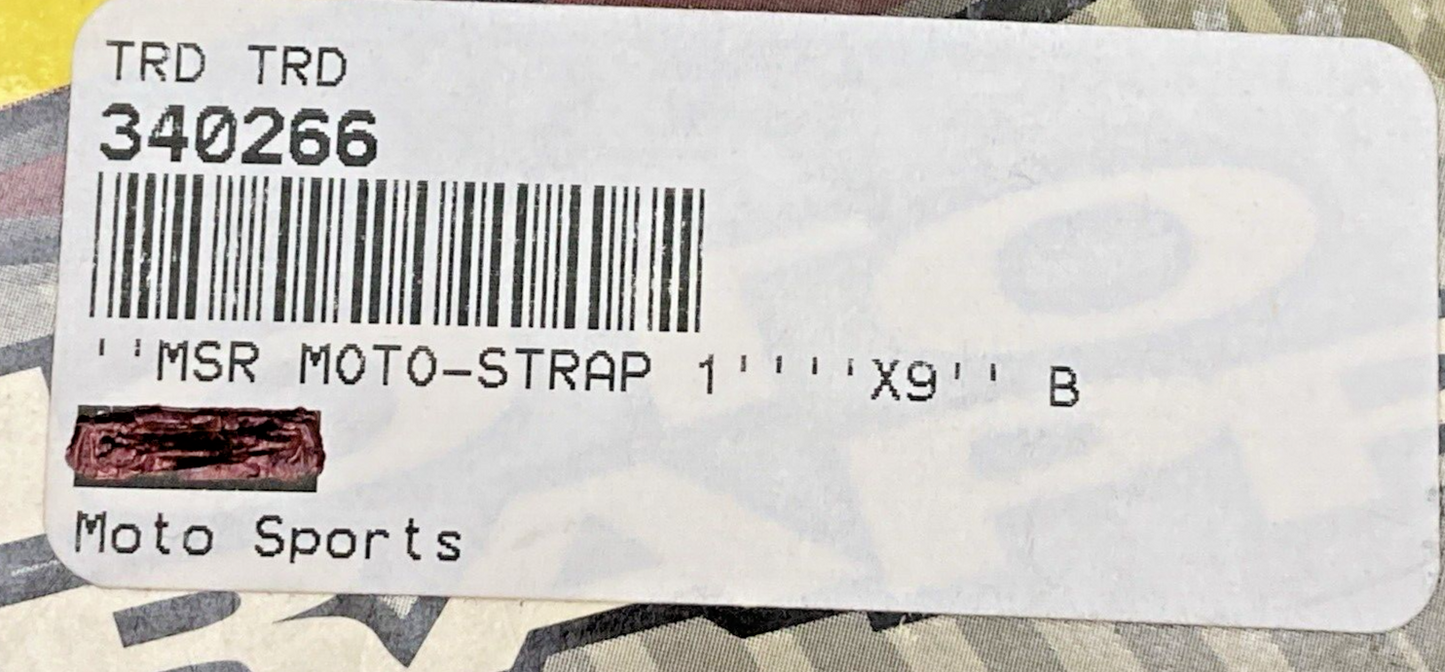 TRD TRD
340266
''MSR MOTO-STRAP 1''''X9'' B
Moto Sports